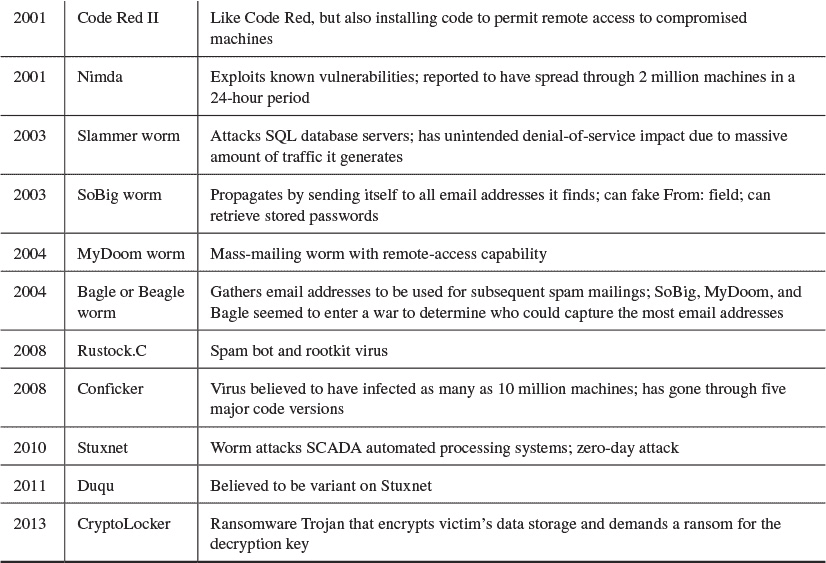 2001 Code Red II Like Code Red, but also installing code to permit remote access to compromised
machines
2001 Nimda Exploits known vulnerabilities; reported to have spread through 2 million machines in a
24-hour period
2003 Slammer worm Attacks SQL database servers; has unintended denial-of-service impact due to massive
amount of traffic it generates
2003 SoBig worm Propagates by sending itself to all email addresses it finds; can fake From: field; can
retrieve stored passwords
2004 MyDoom worm Mass-mailing worm with remote-access capability
2004 Bagle or Beagle Gathers email addresses to be used for subsequent spam mailings; SoBig, MyDoom, and
worm Bagle seemed to enter a war to determine who could capture the most email addresses
2008 Rustock.C Spam bot and rootkit virus
2008 Conficker Virus believed to have infected as many as 10 million machines; has gone through five
major code versions
2010 Stuxnet Worm attacks SCADA automated processing systems; zero-day attack
2011 Duqu Believed to be variant on Stuxnet
2013 CryptoLocker Ransomware Trojan that encrypts victim's data storage and demands a ransom for the
decryption key